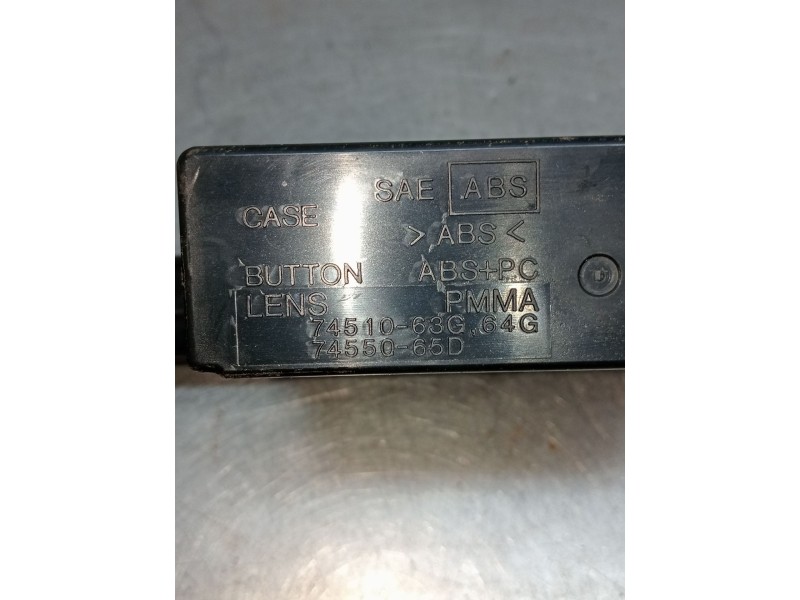 SAE ABS
CASE
>ABS<
BUTTON ABS+PC
LENS PMMA
74510-63G,64G
74550-65D